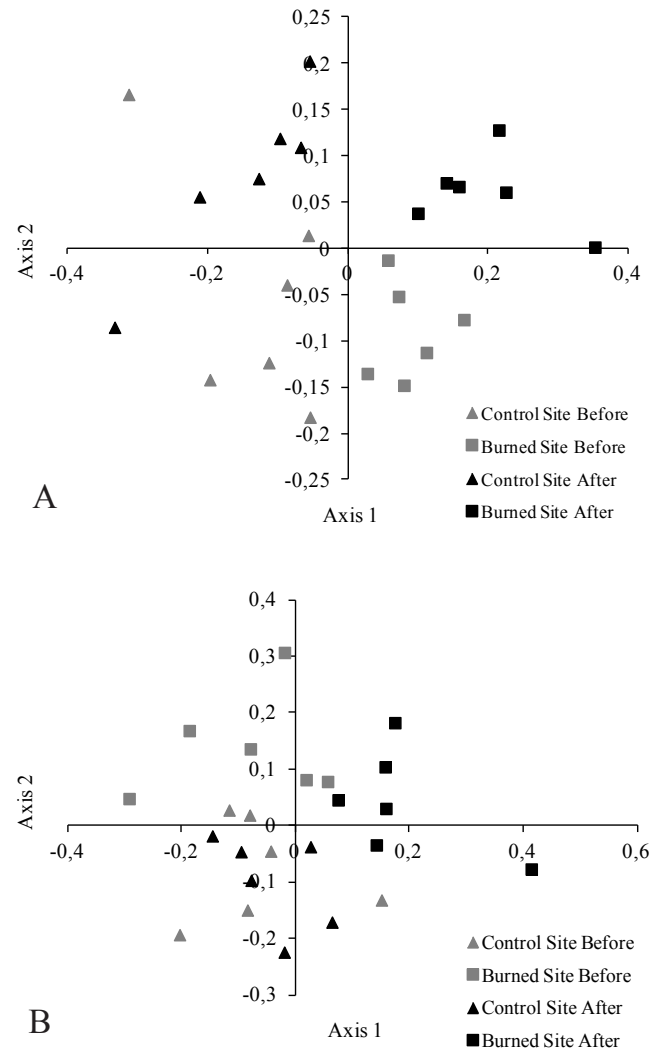 0,25
0,2
0,15
0,1
0,05
0
-0,4 -0,2 0 0,2 0,4
-0,05
-0,1
-0,15
-0,2
-0,25
Axis 2
Axis 1
Control Site Before
Burned Site Before
Control Site After
Burned Site After
A
0,4
0,3
0,2
0,1
0
-0,4 -0,2 0 0,2 0,4 0,6
-0,1
-0,2
-0,3
Axis 2
Axis 1
Control Site Before
Burned Site Before
Control Site After
Burned Site After
B